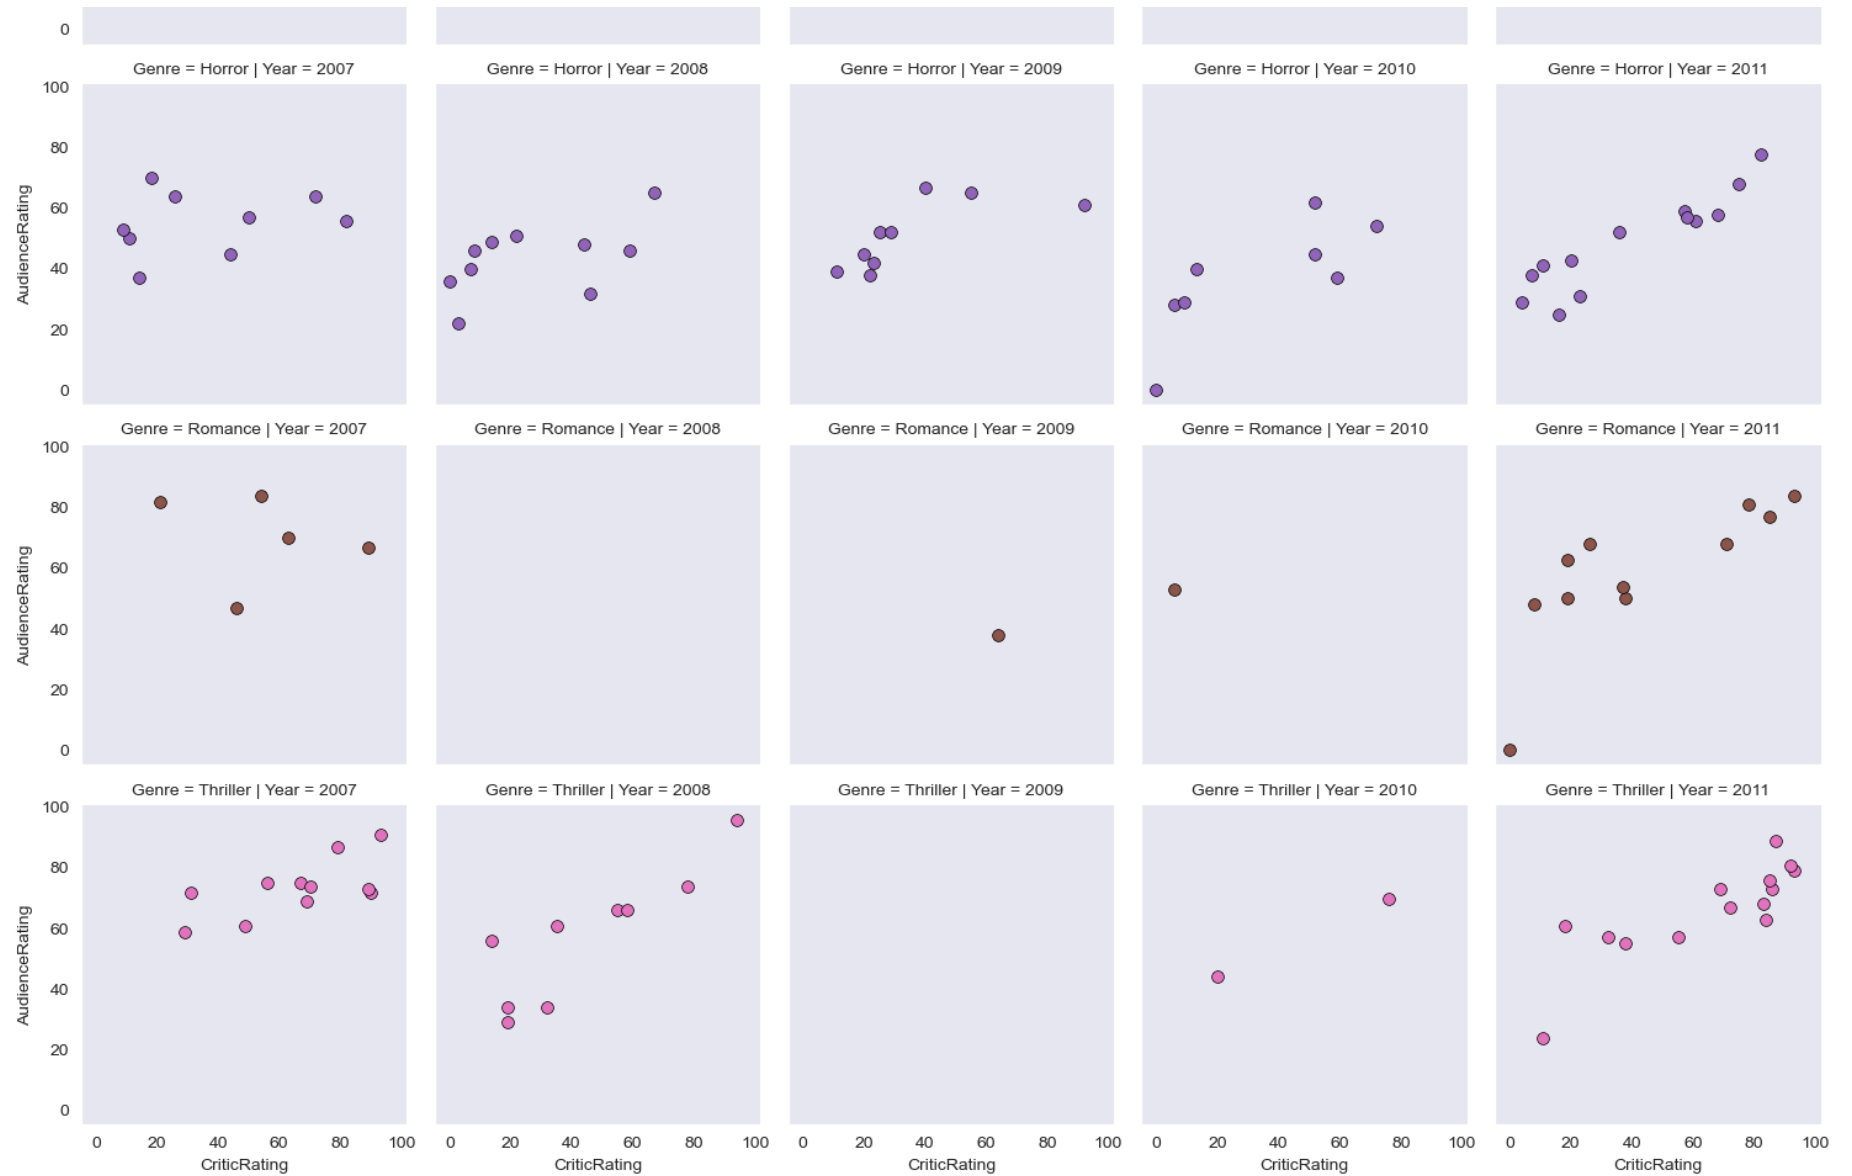 0
Genre = Horror | Year = 2007
Genre = Horror | Year = 2008
Genre = Horror | Year = 2009
Genre = Horror | Year = 2010
Genre = Horror | Year = 2011
100
80
60
40
20
0
AudienceRating
Genre = Romance | Year = 2007
Genre = Romance | Year = 2008
Genre = Romance | Year = 2009
Genre = Romance | Year = 2010
Genre = Romance | Year = 2011
100
80
60
40
20
0
AudienceRating
Genre = Thriller | Year = 2007
Genre = Thriller | Year = 2008
Genre = Thriller | Year = 2009
Genre = Thriller | Year = 2010
Genre = Thriller | Year = 2011
100
80
60
40
20
0
AudienceRating
0 20 40 60 80 100
0 20 40 60 80 100
0 20 40 60 80 100
0 20 40 60 80 100
0 20 40 60 80 100
CriticRating
CriticRating
CriticRating
CriticRating
CriticRating